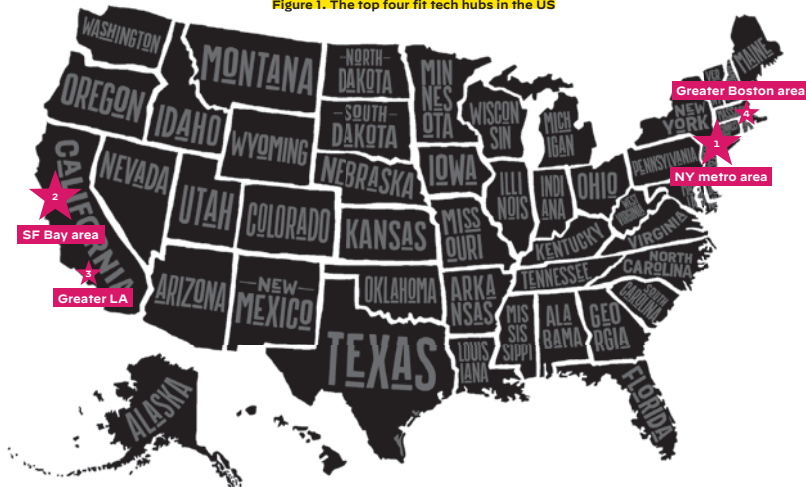 Figure 1. The top four fit tech hubs in the US
WASHINGTON
OREGON
IDAHO
MONTANA
WYOMING
NORTH
DAKOTA
SOUTH
DAKOTA
NEBRASKA
MIN
NES
OTA
WISCON
SIN
MICH
IGAN
IOWA
ILLI
NOIS
INDI
ANA
OHIO
PENNSYLVANIA
NEW
YORK
MAINE
Greater Boston area
4
1
NY metro area
CALIFORNIA
2
SF Bay area
3
Greater LA
NEVADA
UTAH
COLORADO
KANSAS
MISS
OURI
KENTUCKY
WEST
VIRGINIA
VIRGINIA
ARIZONA
NEW
MEXICO
OKLAHOMA
ARKA
NSAS
TENNESSEE
NORTH
CAROLINA
SOUTH
CAROLINA
TEXAS
LOUIS
IANA
MIS
SIS
SIPPI
ALA
BAMA
GEO
RGIA
FLORIDA
ALASKA